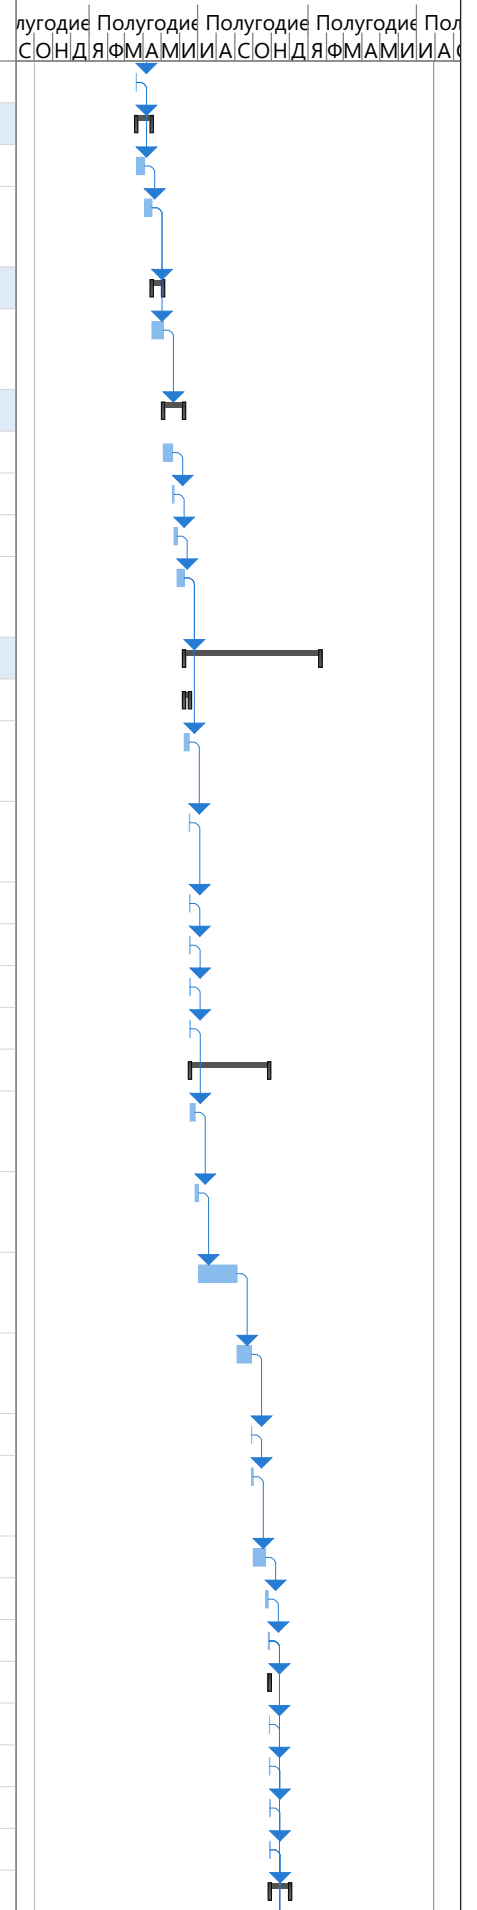 лугодие Полугодие Полугодие Полугодие Пол
С О Н Д Я Ф М А М И И А С О Н Д Я Ф М А М И И А С